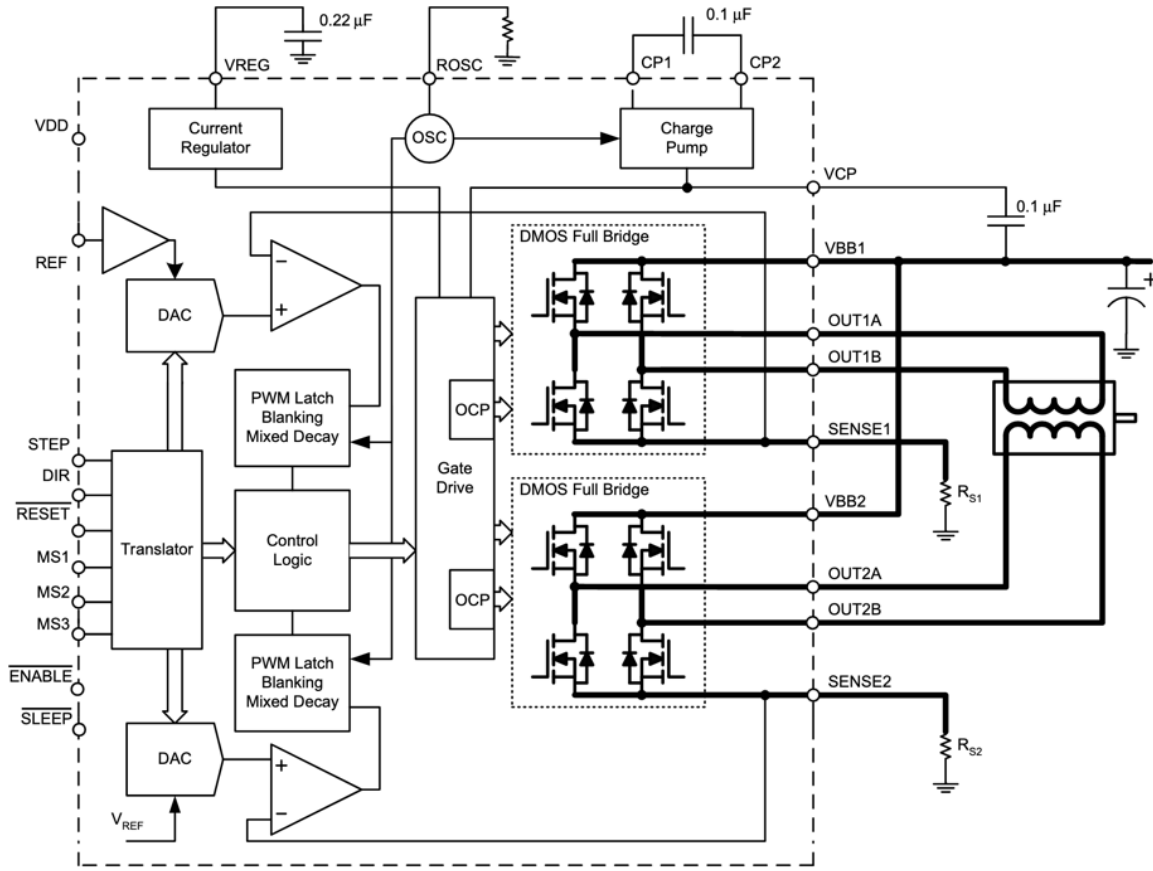 0.22 µF
0.1 µF
VREG
ROSC
CP1
CP2
VDD
Current
Regulator
OSC
Charge
Pump
VCP
0.1 µF
REF
DAC
−
+
DMOS Full Bridge
VBB1
+
OUT1A
OUT1B
PWM Latch
Blanking
Mixed Decay
OCP
SENSE1
STEP
DIR
RESET
MS1
MS2
MS3
ENABLE
SLEEP
Translator
Control
Logic
Gate
Drive
DMOS Full Bridge
RS1
VBB2
OUT2A
OUT2B
OCP
PWM Latch
Blanking
Mixed Decay
SENSE2
DAC
+
−
RS2
VREF